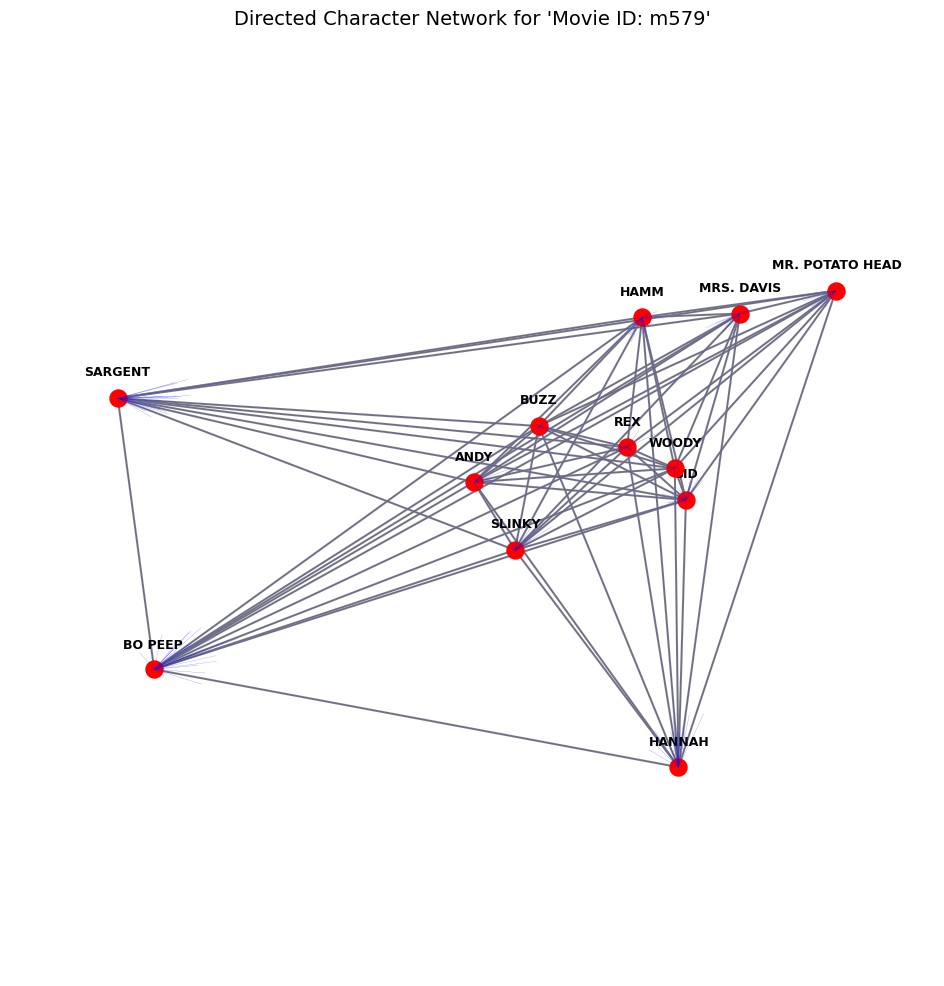 Directed Character Network for 'Movie ID: m579'
MR. POTATO HEAD
MRS. DAVIS
HAMM
SARGENT
BUZZ
REX
WOODY
ANDY
SLINKY
BO PEEP
HANNAH